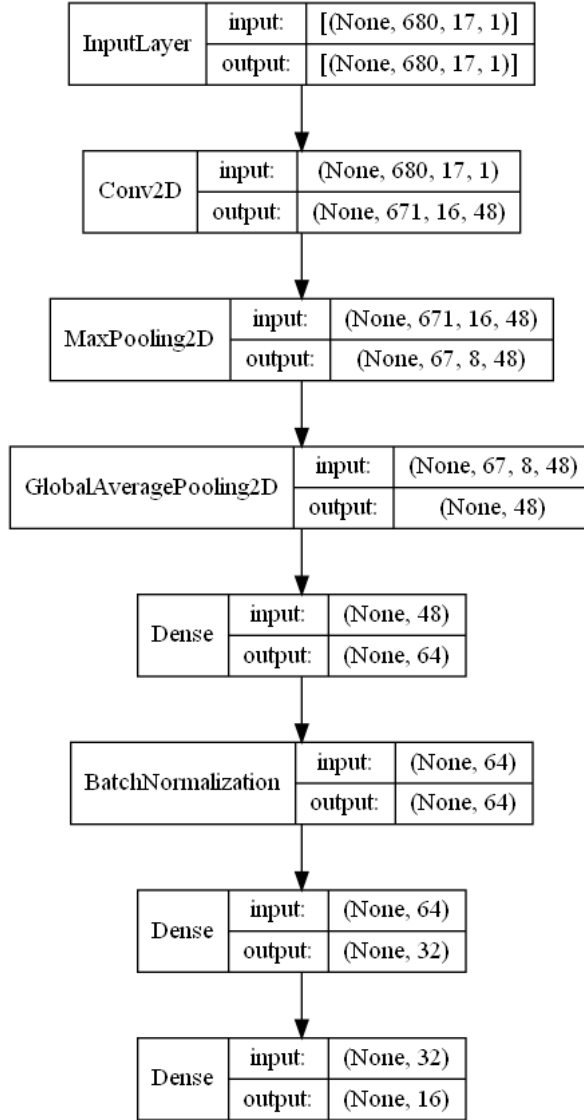 InputLayer
input: [(None, 680, 17, 1)]
output: [(None, 680, 17, 1)]
Conv2D
input: (None, 680, 17, 1)
output: (None, 671, 16, 48)
MaxPooling2D
input: (None, 671, 16, 48)
output: (None, 67, 8, 48)
GlobalAveragePooling2D
input: (None, 67, 8, 48)
output: (None, 48)
Dense
input: (None, 48)
output: (None, 64)
BatchNormalization
input: (None, 64)
output: (None, 64)
Dense
input: (None, 64)
output: (None, 32)
Dense
input: (None, 32)
output: (None, 16)